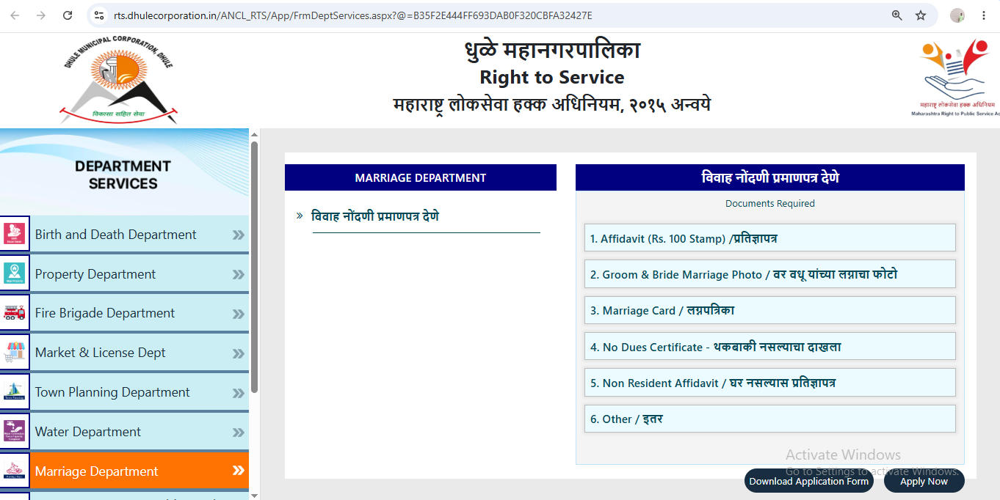 rts.dhulecorporation.in/ANCL_RTS/App/FrmDeptServices.aspx?@=B35F2E444FF693DAB0F320CBFA32427E
DHULE MUNICIPAL CORPORATION, DHULE
विकासा सहित सेवा
धुळे महानगरपालिका
Right to Service
महाराष्ट्र लोकसेवा हक्क अधिनियम, २०१५ अन्वये
महाराष्ट्र लोकसेवा हक्क अधिनियम
Maharashtra Right to Public Service Ac
DEPARTMENT
SERVICES
Birth and Death Department
Property Department
Fire Brigade Department
Market & License Dept
Town Planning Department
Water Department
Marriage Department
MARRIAGE DEPARTMENT
» विवाह नोंदणी प्रमाणपत्र देणे
विवाह नोंदणी प्रमाणपत्र देणे
Documents Required
1. Affidavit (Rs. 100 Stamp) /प्रतिज्ञापत्र
2. Groom & Bride Marriage Photo / वर वधू यांच्या लग्नाचा फोटो
3. Marriage Card / लग्नपत्रिका
4. No Dues Certificate - थकबाकी नसल्याचा दाखला
5. Non Resident Affidavit / घर नसल्यास प्रतिज्ञापत्र
6. Other / इतर
Activate Windows
Go to Settings to activate Windows.
Download Application Form
Apply Now